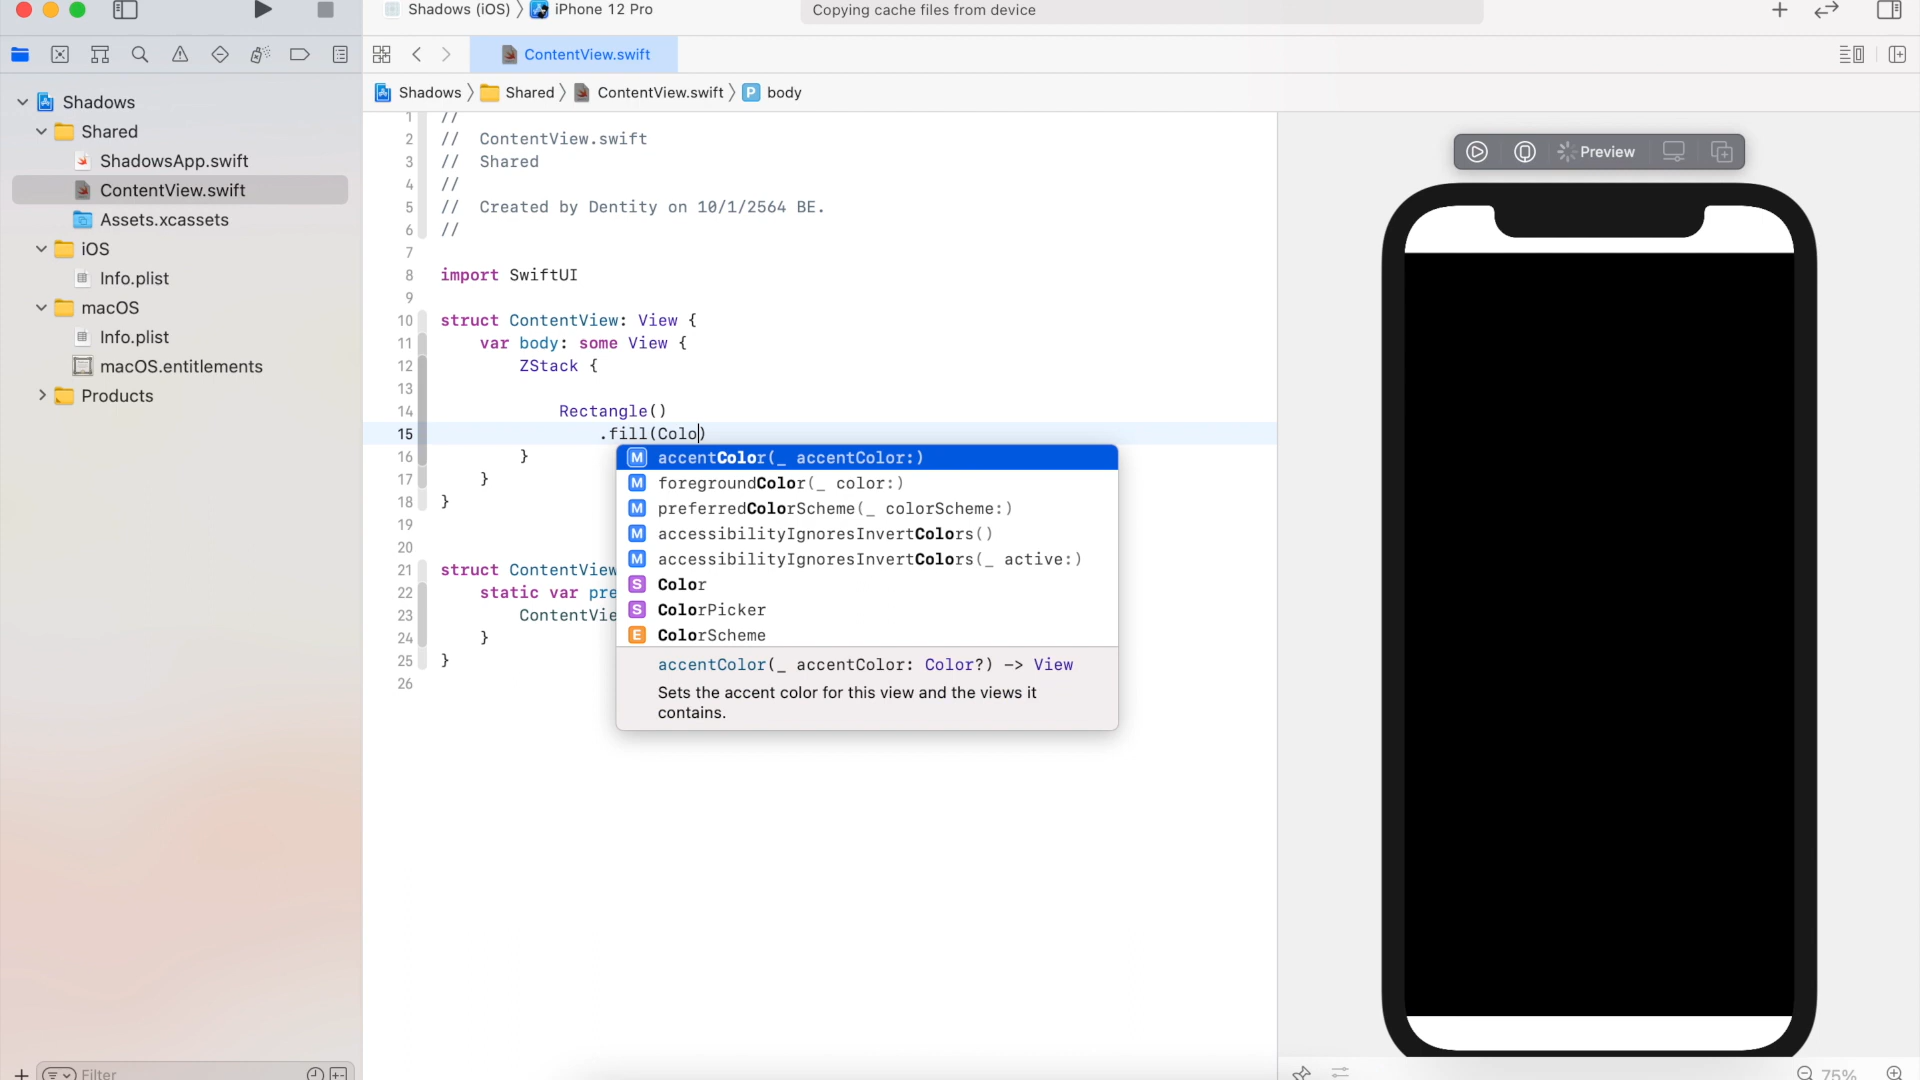 Shadows (iOS) 〉 iPhone 12 Pro
Copying cache files from device
ContentView.swift
Shadows 〉 Shared 〉 ContentView.swift 〉 P body
Shadows
Shared
ShadowsApp.swift
ContentView.swift
Assets.xcassets
iOS
Info.plist
macOS
Info.plist
macOS.entitlements
Products
Filter
1 //
2 // ContentView.swift
3 // Shared
4 //
5 // Created by Dentity on 10/1/2564 BE.
6 //
7
8 import SwiftUI
9
10 struct ContentView: View {
11 var body: some View {
12 ZStack {
13
14 Rectangle()
15 .fill(Colo)
16 }
17 }
18 }
19
20
21 struct ContentView
22 static var pre
23 ContentVie
24 }
25 }
26
M accentColor(_ accentColor:)
M foregroundColor(_ color:)
M preferredColorScheme(_ colorScheme:)
M accessibilityIgnoresInvertColors()
M accessibilityIgnoresInvertColors(_ active:)
S Color
S ColorPicker
E ColorScheme
accentColor(_ accentColor: Color?) -> View
Sets the accent color for this view and the views it
contains.
Preview
75%